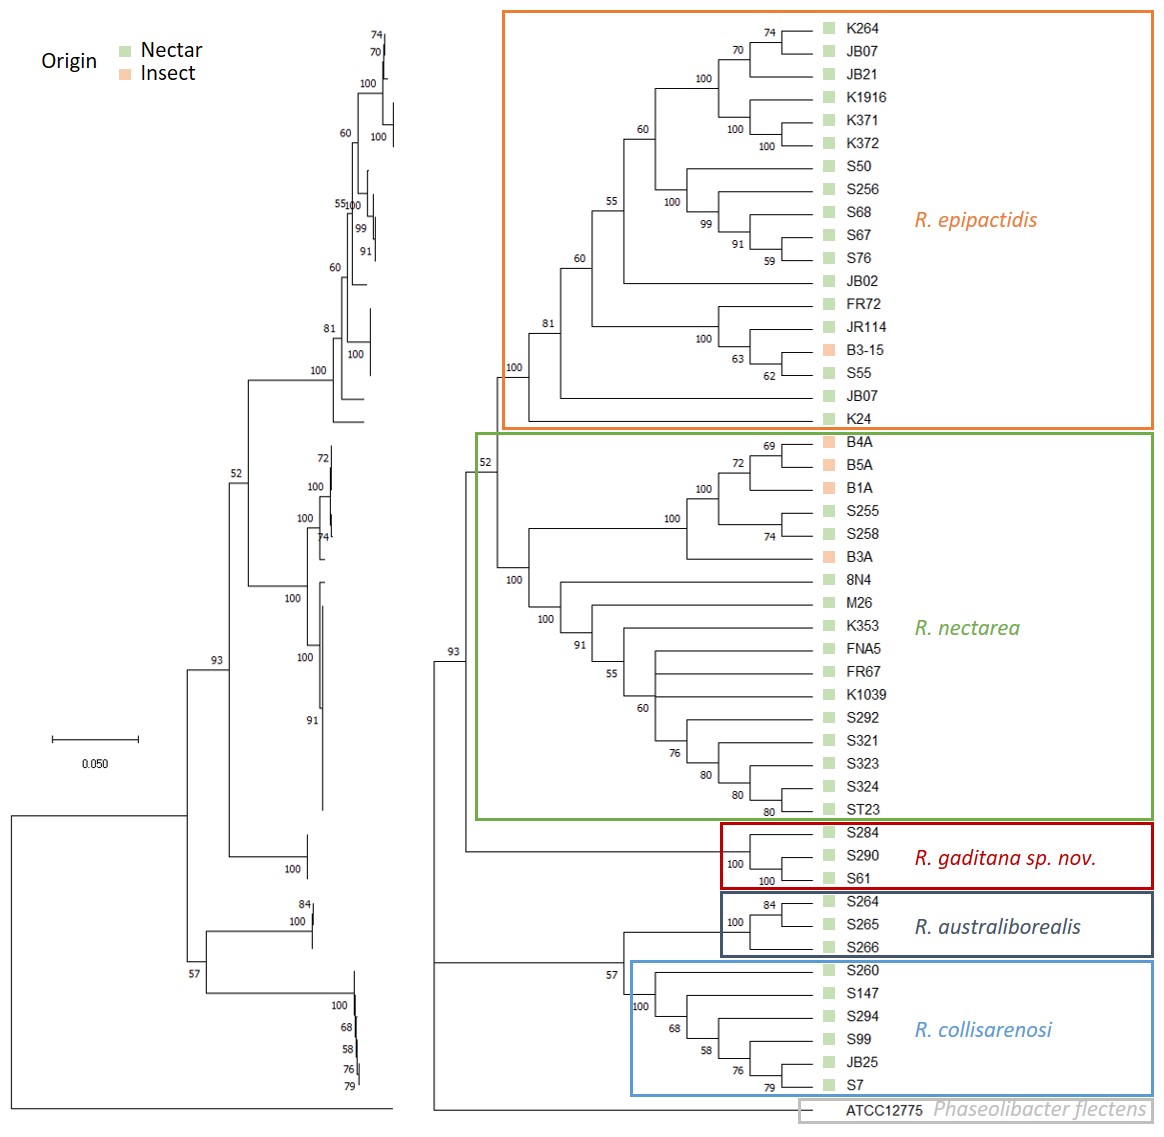 Origin
Nectar
Insect
74
70
100
100
60
55
100
99
91
60
81
100
100
52
72
100
100
74
100
100
91
93
0.050
100
84
100
57
100
68
58
76
79
74
70
100
100
100
60
100
99
91
59
55
60
100
63
62
81
100
52
69
72
100
100
74
100
100
91
55
60
76
80
80
80
93
100
100
84
100
57
100
68
58
76
79
K264
JB07
JB21
K1916
K371
K372
S50
S256
S68
S67
S76
JB02
FR72
JR114
B3-15
S55
JB07
K24
R. epipactidis
B4A
B5A
B1A
S255
S258
B3A
8N4
M26
K353
FNA5
FR67
K1039
S292
S321
S323
S324
ST23
R. nectarea
S284
S290
S61
R. gaditana sp. nov.
S264
S265
S266
R. australiborealis
S260
S147
S294
S99
JB25
S7
R. collisarenosi
ATCC12775 Phaseolibacter flectens